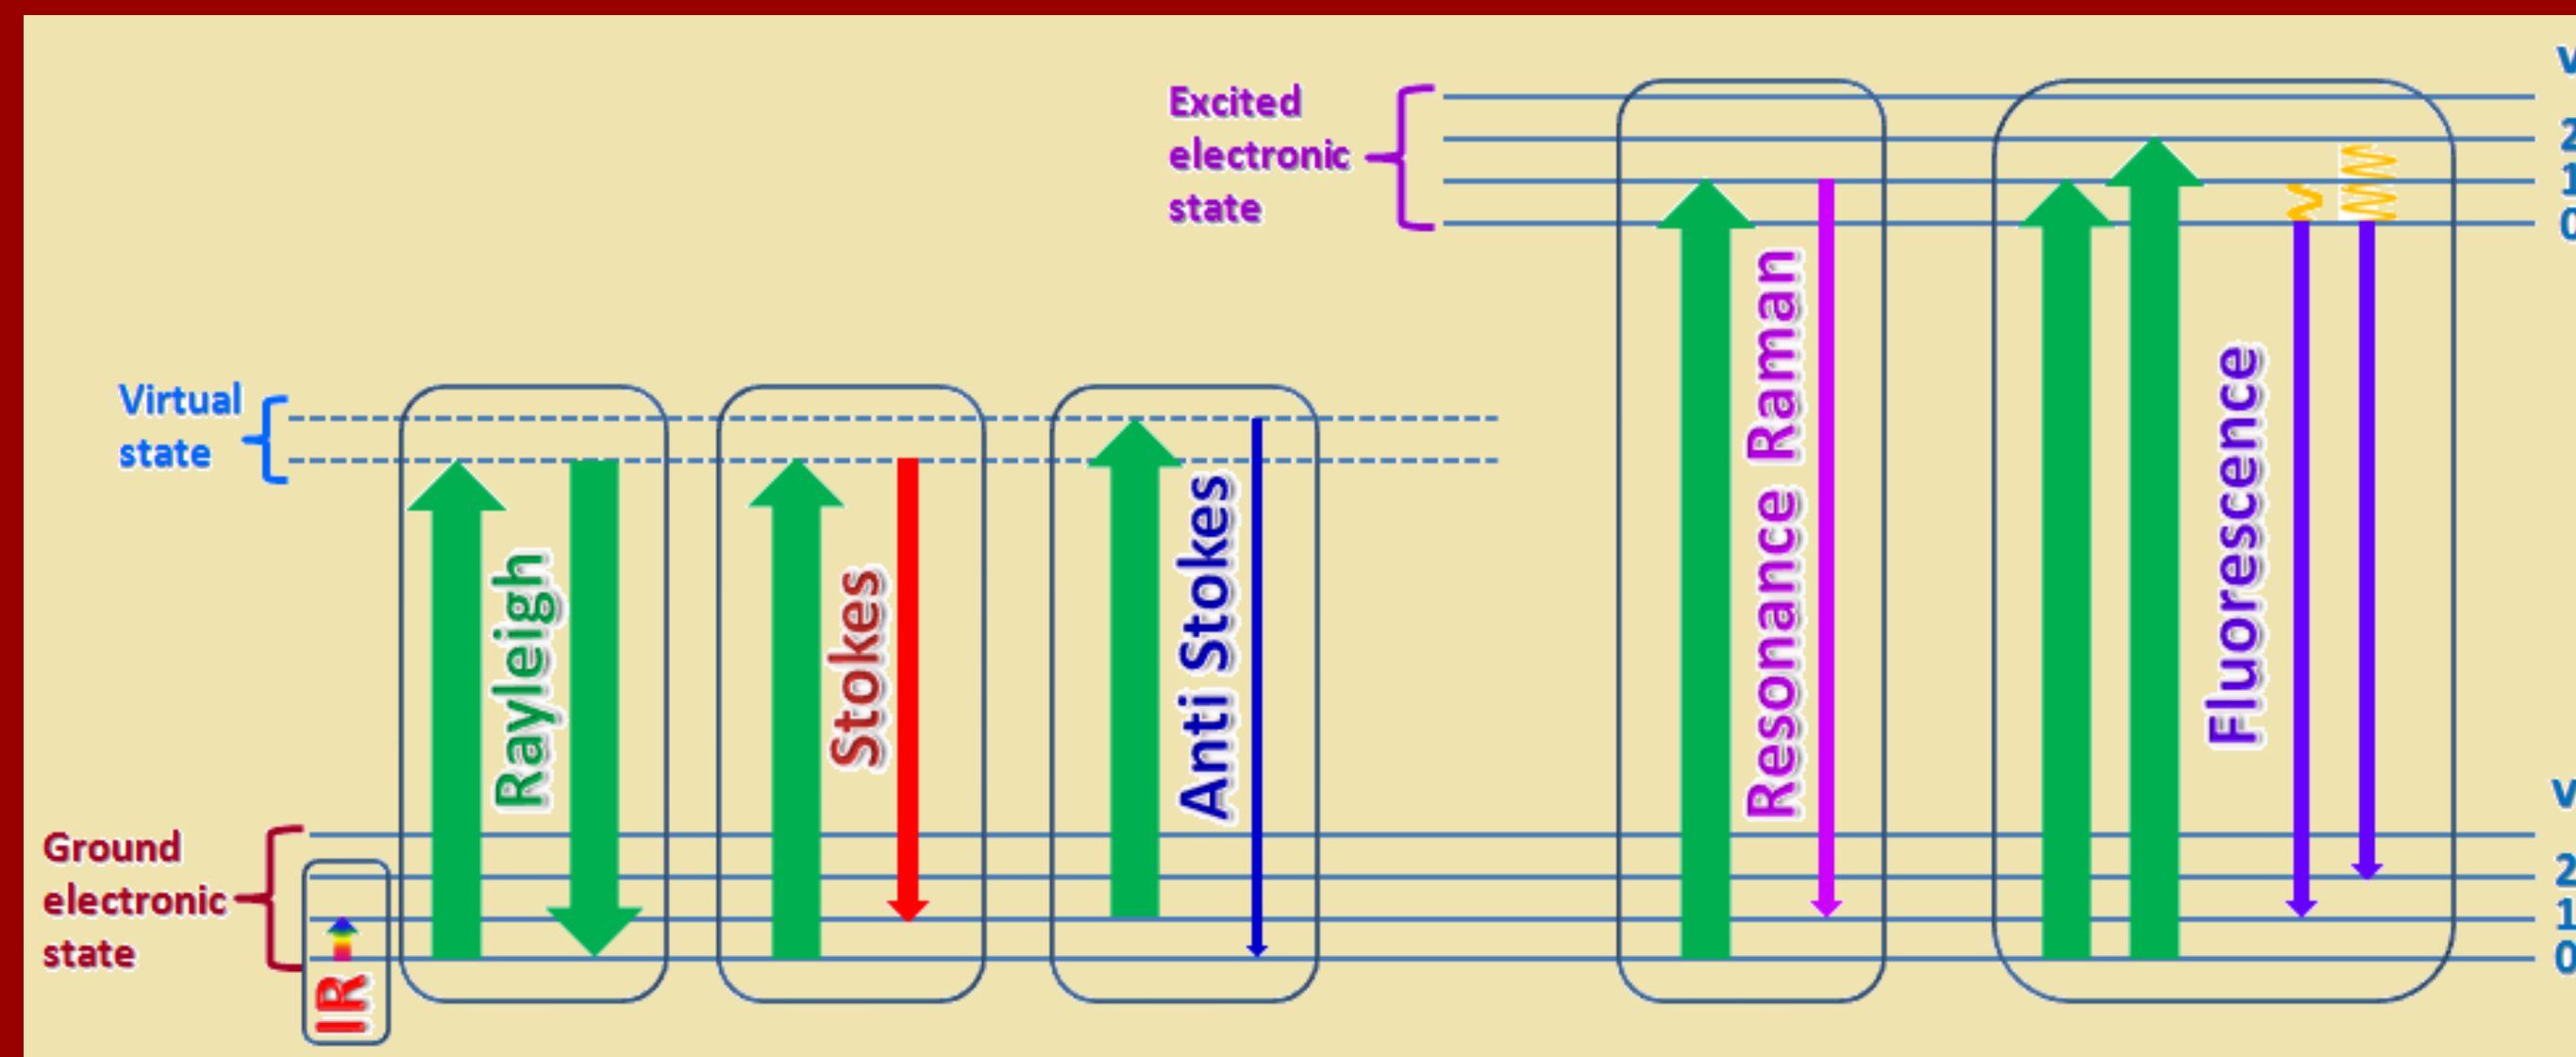 Excited
electronic
state
V
2
1
0
Virtual
state
Rayleigh
Stokes
Anti Stokes
Resonance Raman
Fluorescence
Ground
electronic
state
IR
V
2
1
0